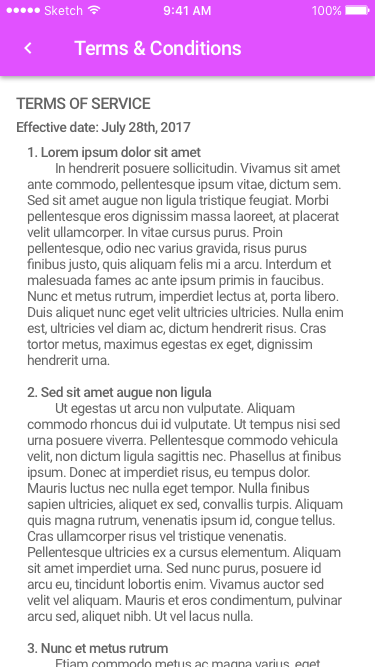 Sketch 9:41 AM 100%
Terms & Conditions
TERMS OF SERVICE
Effective date: July 28th, 2017
1. Lorem ipsum dolor sit amet
In hendrerit posuere sollicitudin. Vivamus sit amet
ante commodo, pellentesque ipsum vitae, dictum sem.
Sed sit amet augue non ligula tristique feugiat. Morbi
pellentesque eros dignissim massa laoreet, at placerat
velit ullamcorper. In vitae cursus purus. Proin
pellentesque, odio nec varius gravida, risus purus
finibus justo, quis aliquam felis mi a arcu. Interdum et
malesuada fames ac ante ipsum primis in faucibus.
Nunc et metus rutrum, imperdiet lectus at, porta libero.
Duis aliquet nunc eget velit ultricies ultricies. Nulla enim
est, ultricies vel diam ac, dictum hendrerit risus. Cras
tortor metus, maximus egestas ex eget, dignissim
hendrerit urna.
2. Sed sit amet augue non ligula
Ut egestas ut arcu non vulputate. Aliquam
commodo rhoncus dui id vulputate. Ut tempus nisi sed
urna posuere viverra. Pellentesque commodo vehicula
velit, non dictum ligula sagittis nec. Phasellus at finibus
ipsum. Donec at imperdiet risus, eu tempus dolor.
Mauris luctus nec nulla eget tempor. Nulla finibus
sapien ultricies, aliquet ex sed, convallis turpis. Aliquam
quis magna rutrum, venenatis ipsum id, congue tellus.
Cras ullamcorper risus vel tristique venenatis.
Pellentesque ultricies ex a cursus elementum. Aliquam
sit amet imperdiet urna. Sed nunc purus, posuere id
arcu eu, tincidunt lobortis enim. Vivamus auctor sed
velit vel aliquam. Mauris et eros condimentum, pulvinar
arcu sed, aliquet nibh. Ut vel lacus nulla.
3. Nunc et metus rutrum
Etiam commodo metus ac magna varius, eget